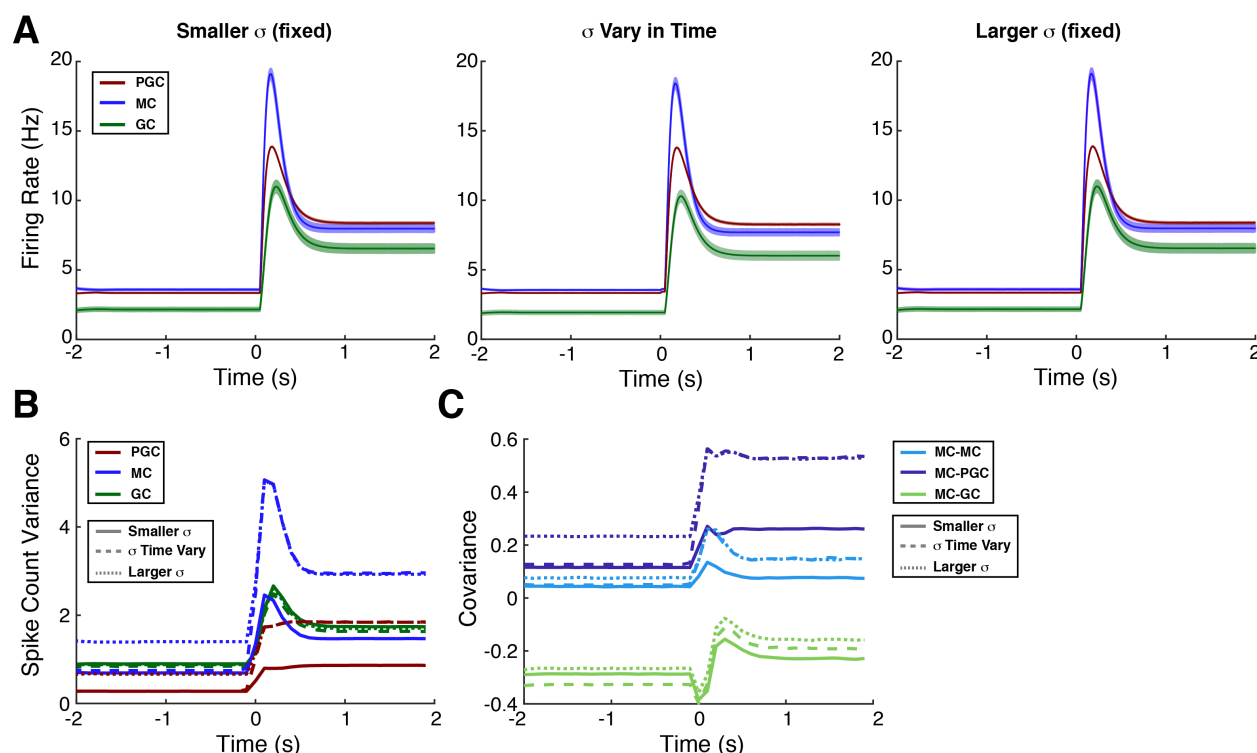 A
Smaller σ (fixed)
σ Vary in Time
Larger σ (fixed)
Firing Rate (Hz)
20
15
10
5
0
PGC
MC
GC
-2 -1 0 1 2
Time (s)
20
15
10
5
0
-2 -1 0 1 2
Time (s)
20
15
10
5
0
-2 -1 0 1 2
Time (s)
B
Spike Count Variance
6
4
2
0
PGC
MC
GC
Smaller σ
σ Time Vary
Larger σ
-2 -1 0 1 2
Time (s)
C
Covariance
0.6
0.4
0.2
0
-0.2
-0.4
-2 -1 0 1 2
Time (s)
MC-MC
MC-PGC
MC-GC
Smaller σ
σ Time Vary
Larger σ